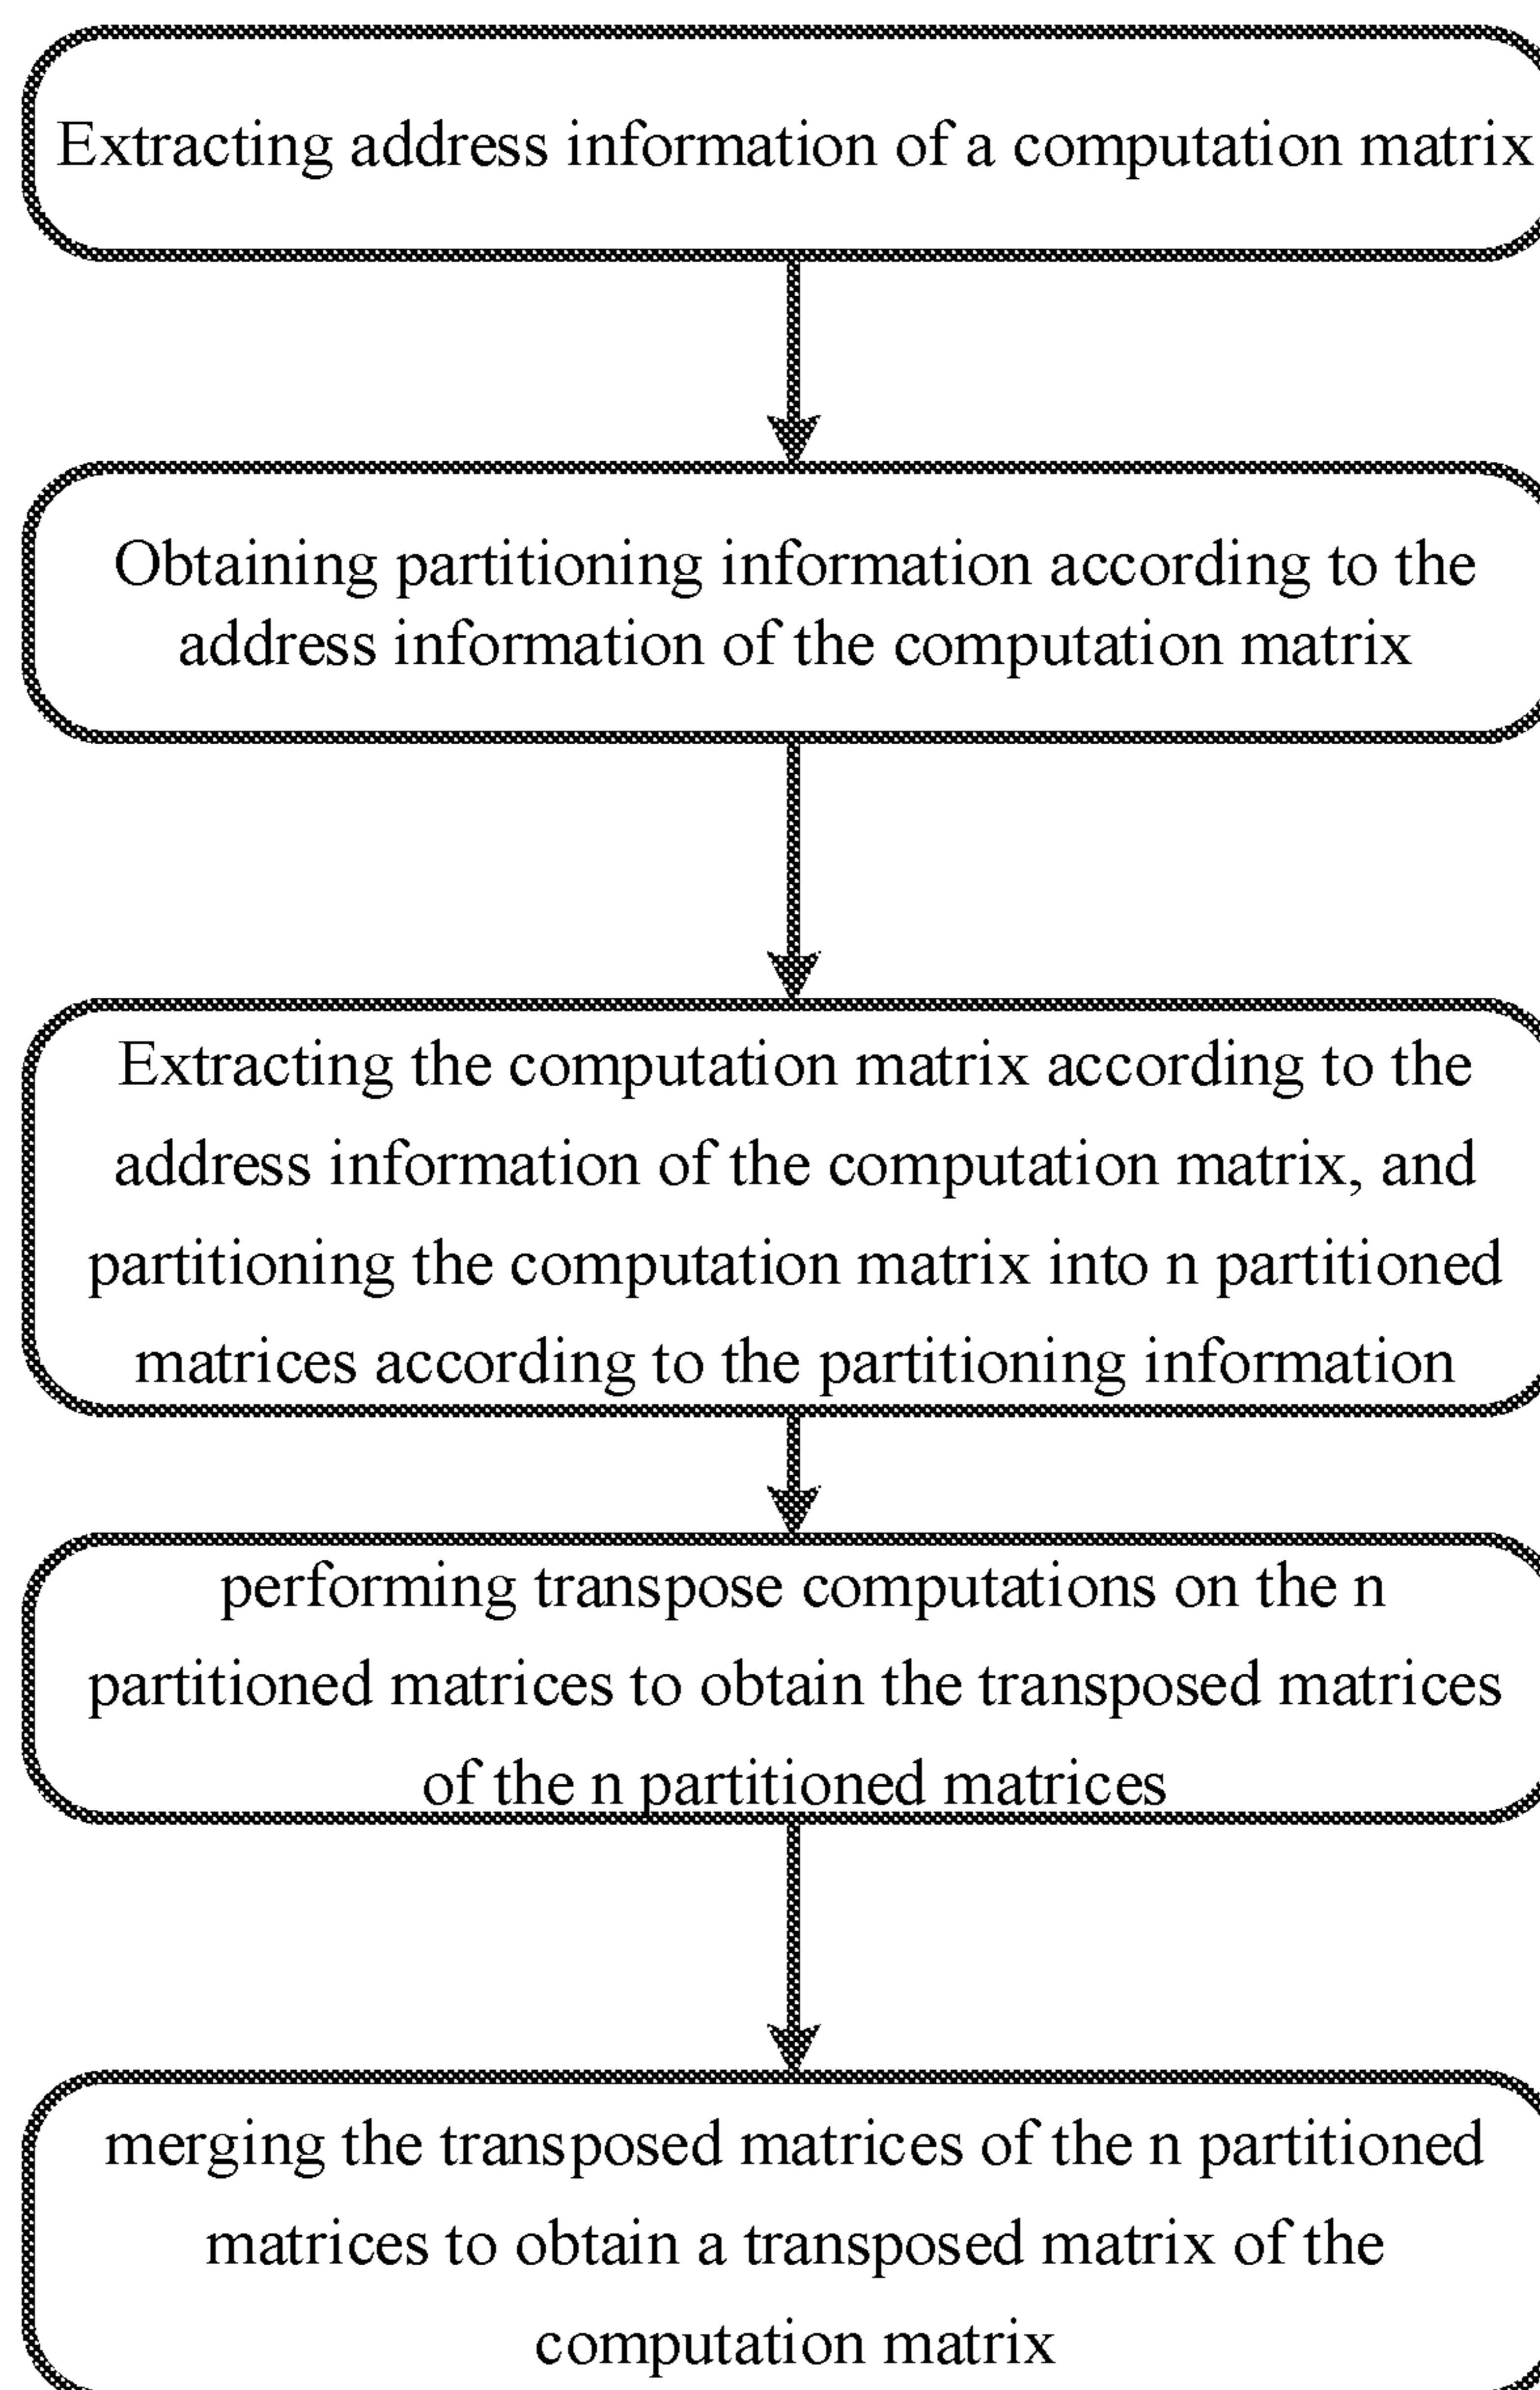 Extracting address information of a computation matrix
Obtaining partitioning information according to the
address information of the computation matrix
Extracting the computation matrix according to the
address information of the computation matrix, and
partitioning the computation matrix into n partitioned
matrices according to the partitioning information
performing transpose computations on the n
partitioned matrices to obtain the transposed matrices
of the n partitioned matrices
merging the transposed matrices of the n partitioned
matrices to obtain a transposed matrix of the
computation matrix